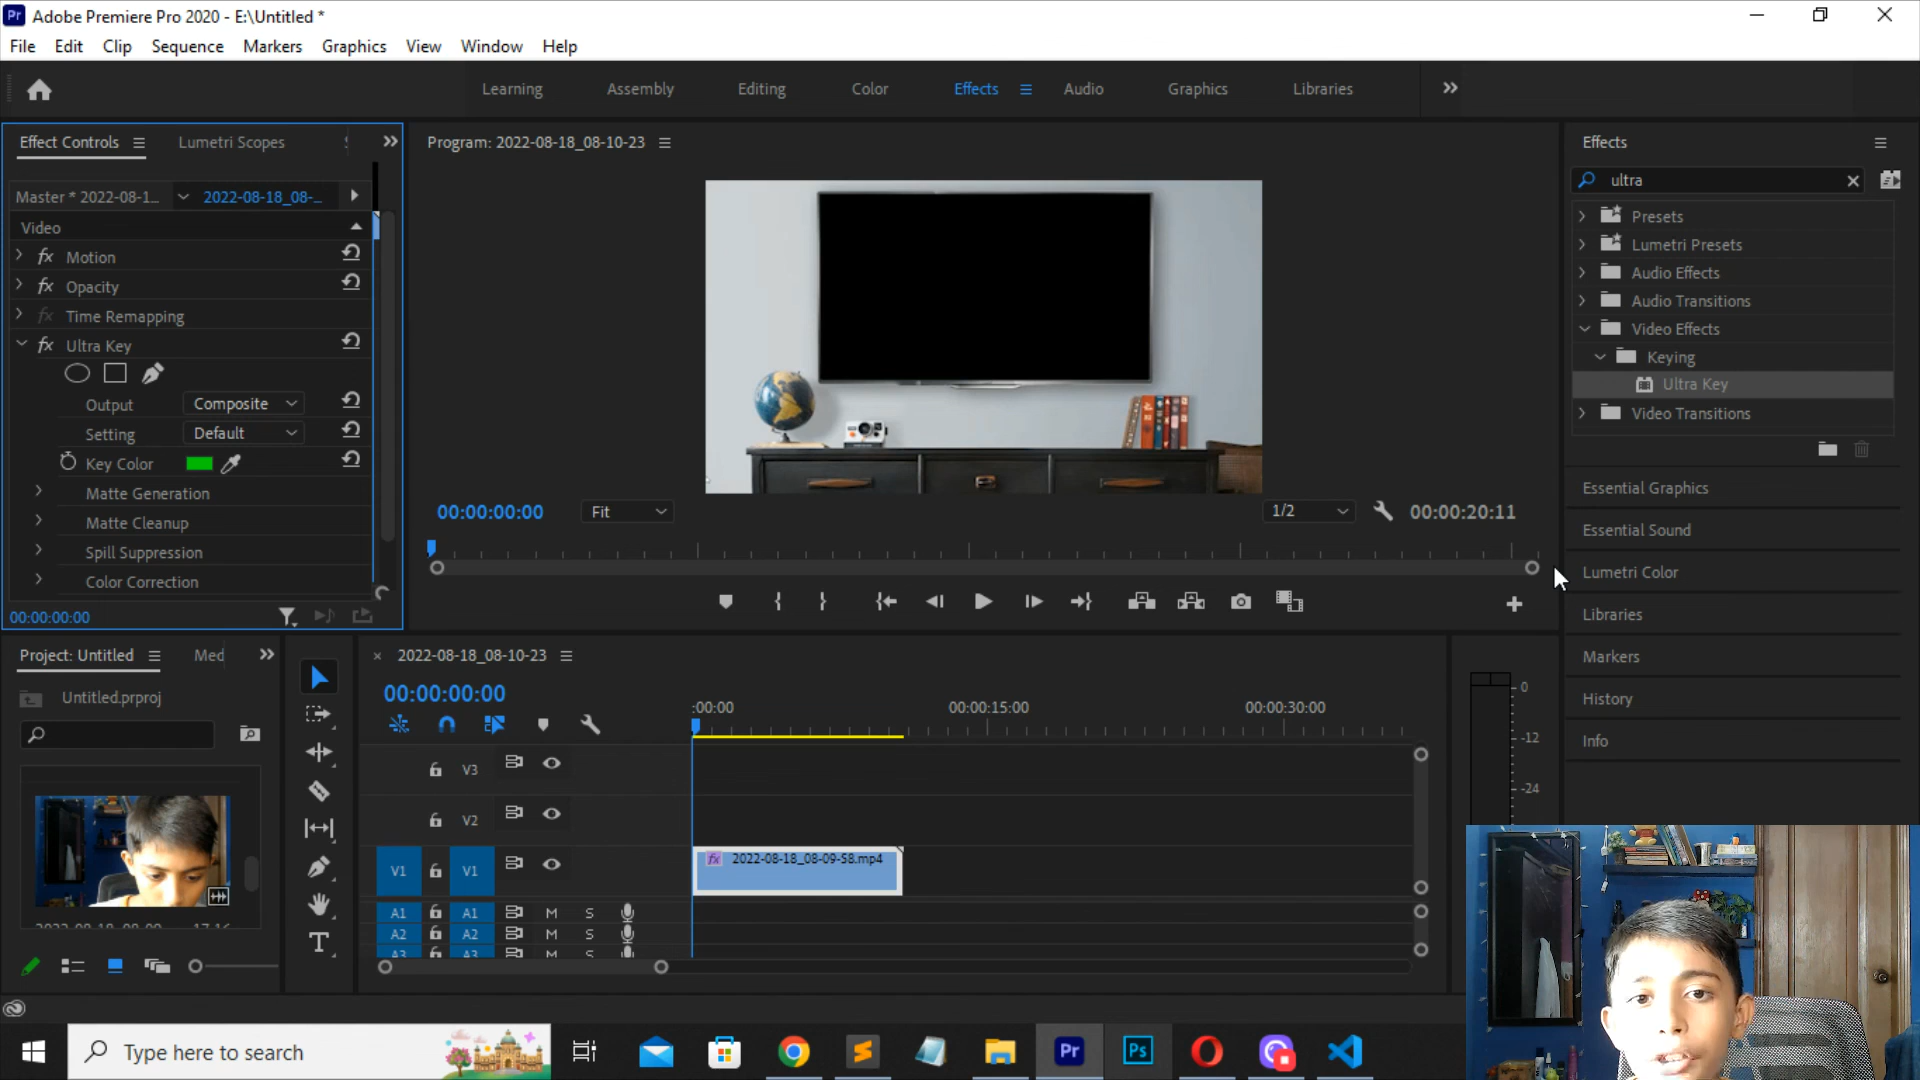 Pr Adobe Premiere Pro 2020 - E:\Untitled *
File Edit Clip Sequence Markers Graphics View Window Help
Learning Assembly Editing Color Effects Audio Graphics Libraries
Effect Controls Lumetri Scopes
Program: 2022-08-18_08-10-23
Effects
Master * 2022-08-1... 2022-08-18_08-...
ultra
Video
Motion
Opacity
Time Remapping
Ultra Key
Output Composite
Setting Default
Key Color
Matte Generation
Matte Cleanup
Spill Suppression
Color Correction
00:00:00:00
Presets
Lumetri Presets
Audio Effects
Audio Transitions
Video Effects
Keying
Ultra Key
Video Transitions
00:00:00:00 Fit 1/2 00:00:20:11
Essential Graphics
Essential Sound
Lumetri Color
Libraries
Markers
History
Info
Project: Untitled Med
Untitled.prproj
2022-08-18_08-10-23
00:00:00:00
:00:00 00:00:15:00 00:00:30:00
V3
V2
V1 V1
fx 2022-08-18_08-09-58.mp4
A1 A1 M S
A2 A2 M S
A3 A3 M S
0
-12
-24
Type here to search
Pr Ps